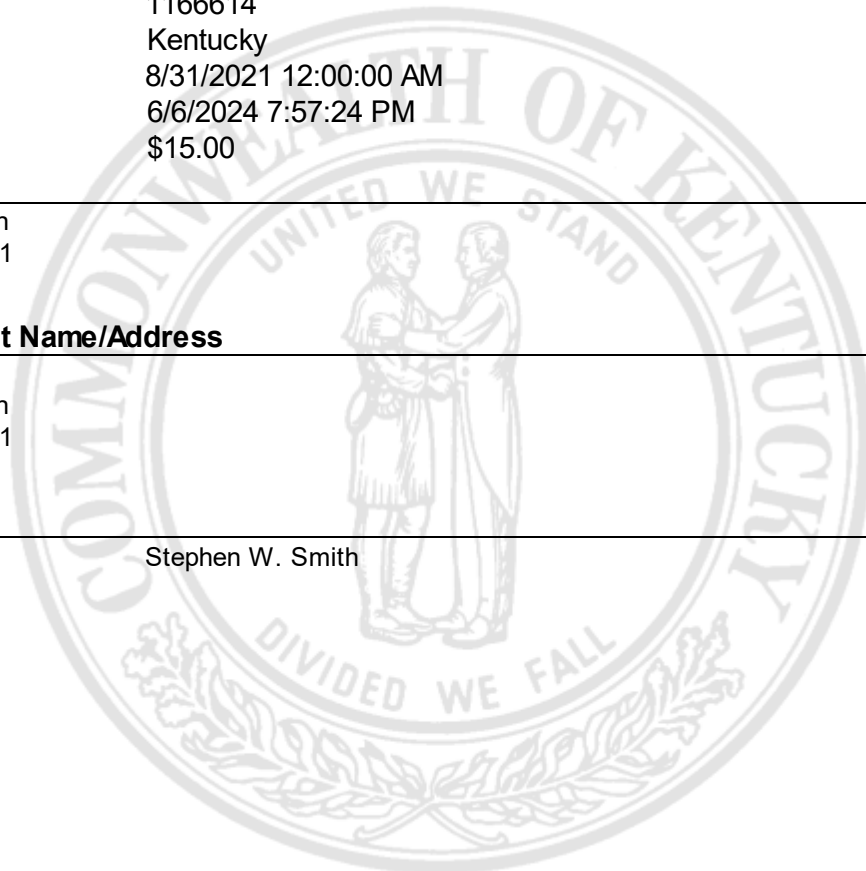 1166614
Kentucky
8/31/2021 12:00:00 AM
6/6/2024 7:57:24 PM
$15.00
n
1
t Name/Address
n
1
Stephen W. Smith
COMMONWEALTH OF KENTUCKY
UNITED WE STAND
DIVIDED WE FALL